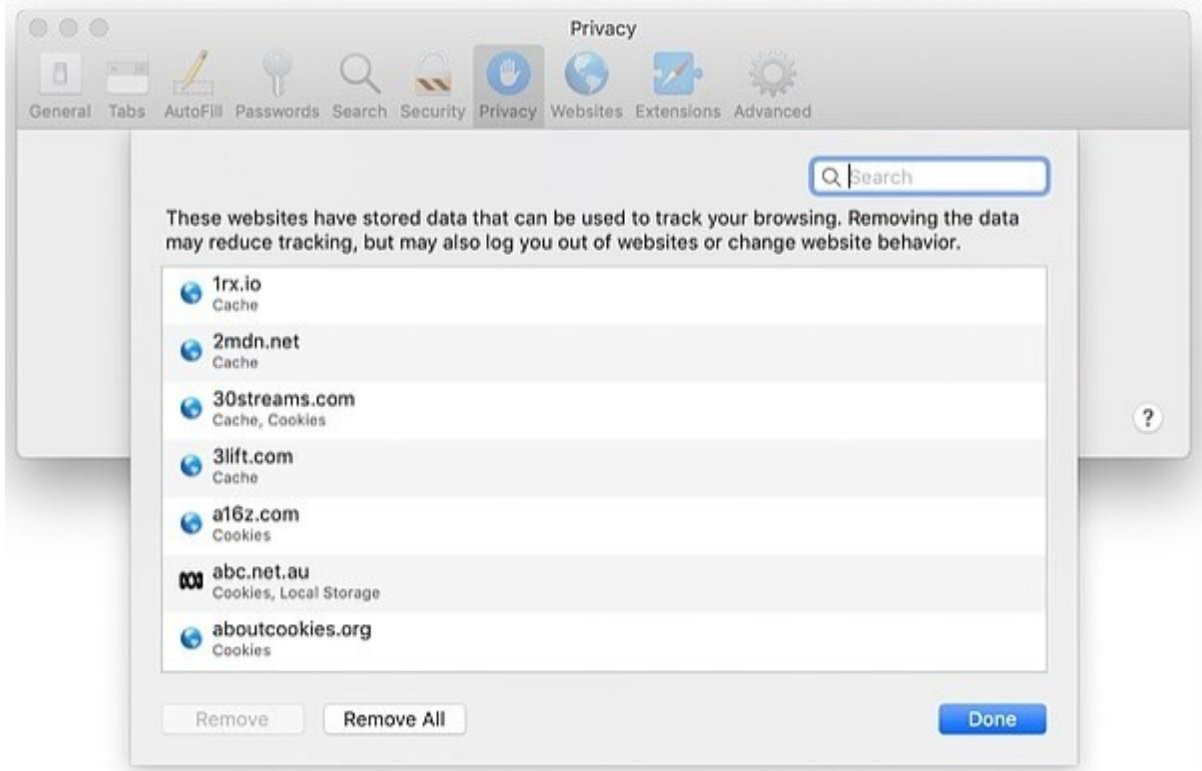 Privacy
General Tabs AutoFill Passwords Search Security Privacy Websites Extensions Advanced
Search
These websites have stored data that can be used to track your browsing. Removing the data
may reduce tracking, but may also log you out of websites or change website behavior.
1rx.io
Cache
2mdn.net
Cache
30streams.com
Cache, Cookies
?
3lift.com
Cache
a16z.com
Cookies
abc.net.au
Cookies, Local Storage
aboutcookies.org
Cookies
Remove Remove All Done